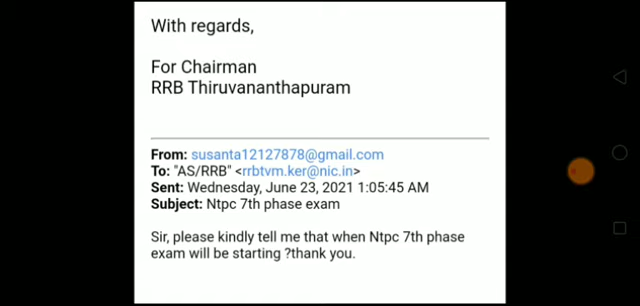 With regards,
For Chairman
RRB Thiruvananthapuram
From: susanta12127878@gmail.com
To: "AS/RRB" <rrbtvm.ker@nic.in>
Sent: Wednesday, June 23, 2021 1:05:45 AM
Subject: Ntpc 7th phase exam
Sir, please kindly tell me that when Ntpc 7th phase
exam will be starting ?thank you.